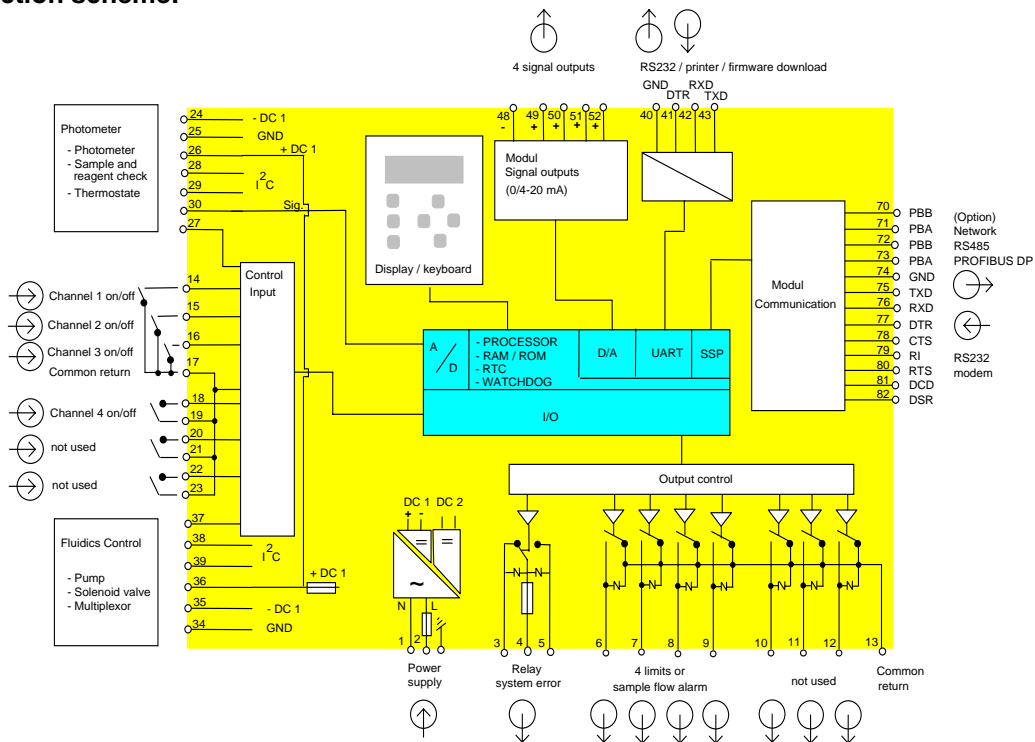 4 signal outputs
RS232 / printer / firmware download
GND RXD
DTR TXD
48 49 50 51 52
- + + + +
40 41 42 43
Photometer
- Photometer
- Sample and
reagent check
- Thermostate
24 - DC 1
25 GND
26 + DC 1
28
I2C
29
30 Sig.
27
Display / keyboard
Modul
Signal outputs
(0/4-20 mA)
Control
Input
Channel 1 on/off 14
Channel 2 on/off 15
Channel 3 on/off 16
Common return 17
Channel 4 on/off 18
19
not used 20
21
not used 22
23
A
/
D
- PROCESSOR
- RAM / ROM
- RTC
- WATCHDOG
D/A UART SSP
I/O
Modul
Communication
70 PBB (Option)
71 PBA Network
72 PBB RS485
73 PBA PROFIBUS DP
74 GND
75 TXD
76 RXD
77 DTR
78 CTS
79 RI RS232
80 RTS modem
81 DCD
82 DSR
Output control
Fluidics Control
- Pump
- Solenoid valve
- Multiplexor
37
38
I2C
39
36 + DC 1
35 - DC 1
34 GND
DC 1 DC 2
+ -
= =
~
N L
N N
N N N N N N N
1 2 3 4 5 6 7 8 9 10 11 12 13
Power
supply
Relay
system error
4 limits or
sample flow alarm
not used
Common
return